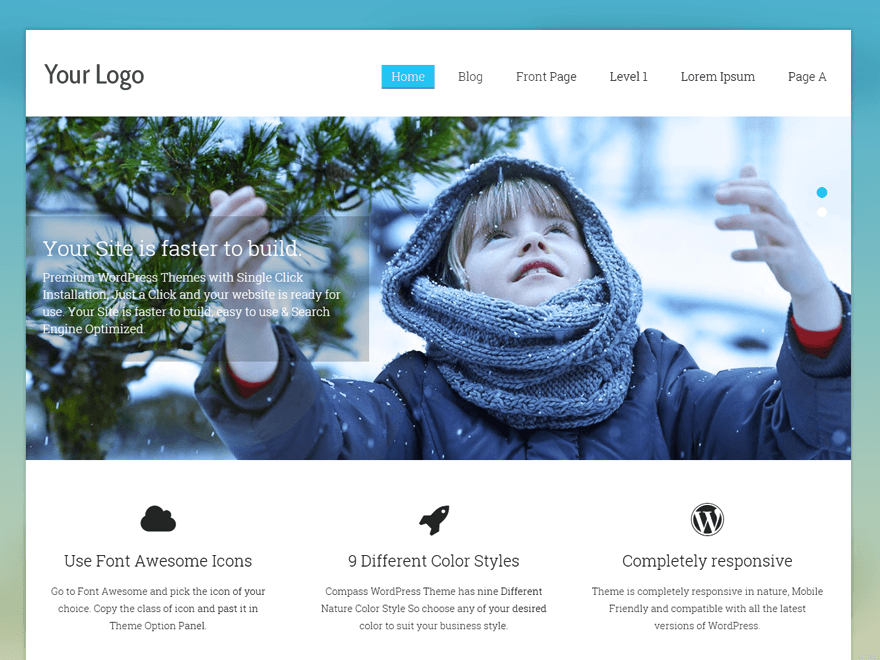 Your Logo
Home Blog Front Page Level 1 Lorem Ipsum Page A
Your Site is faster to build.
Premium WordPress Themes with Single Click
Installation, Just a Click and your website is ready for
use. Your Site is faster to build, easy to use & Search
Engine Optimized.
Use Font Awesome Icons
Go to Font Awesome and pick the icon of your
choice. Copy the class of icon and past it in
Theme Option Panel.
9 Different Color Styles
Compass WordPress Theme has nine Different
Nature Color Style So choose any of your desired
color to suit your business style.
Completely responsive
Theme is completely responsive in nature, Mobile
Friendly and compatible with all the latest
versions of WordPress.